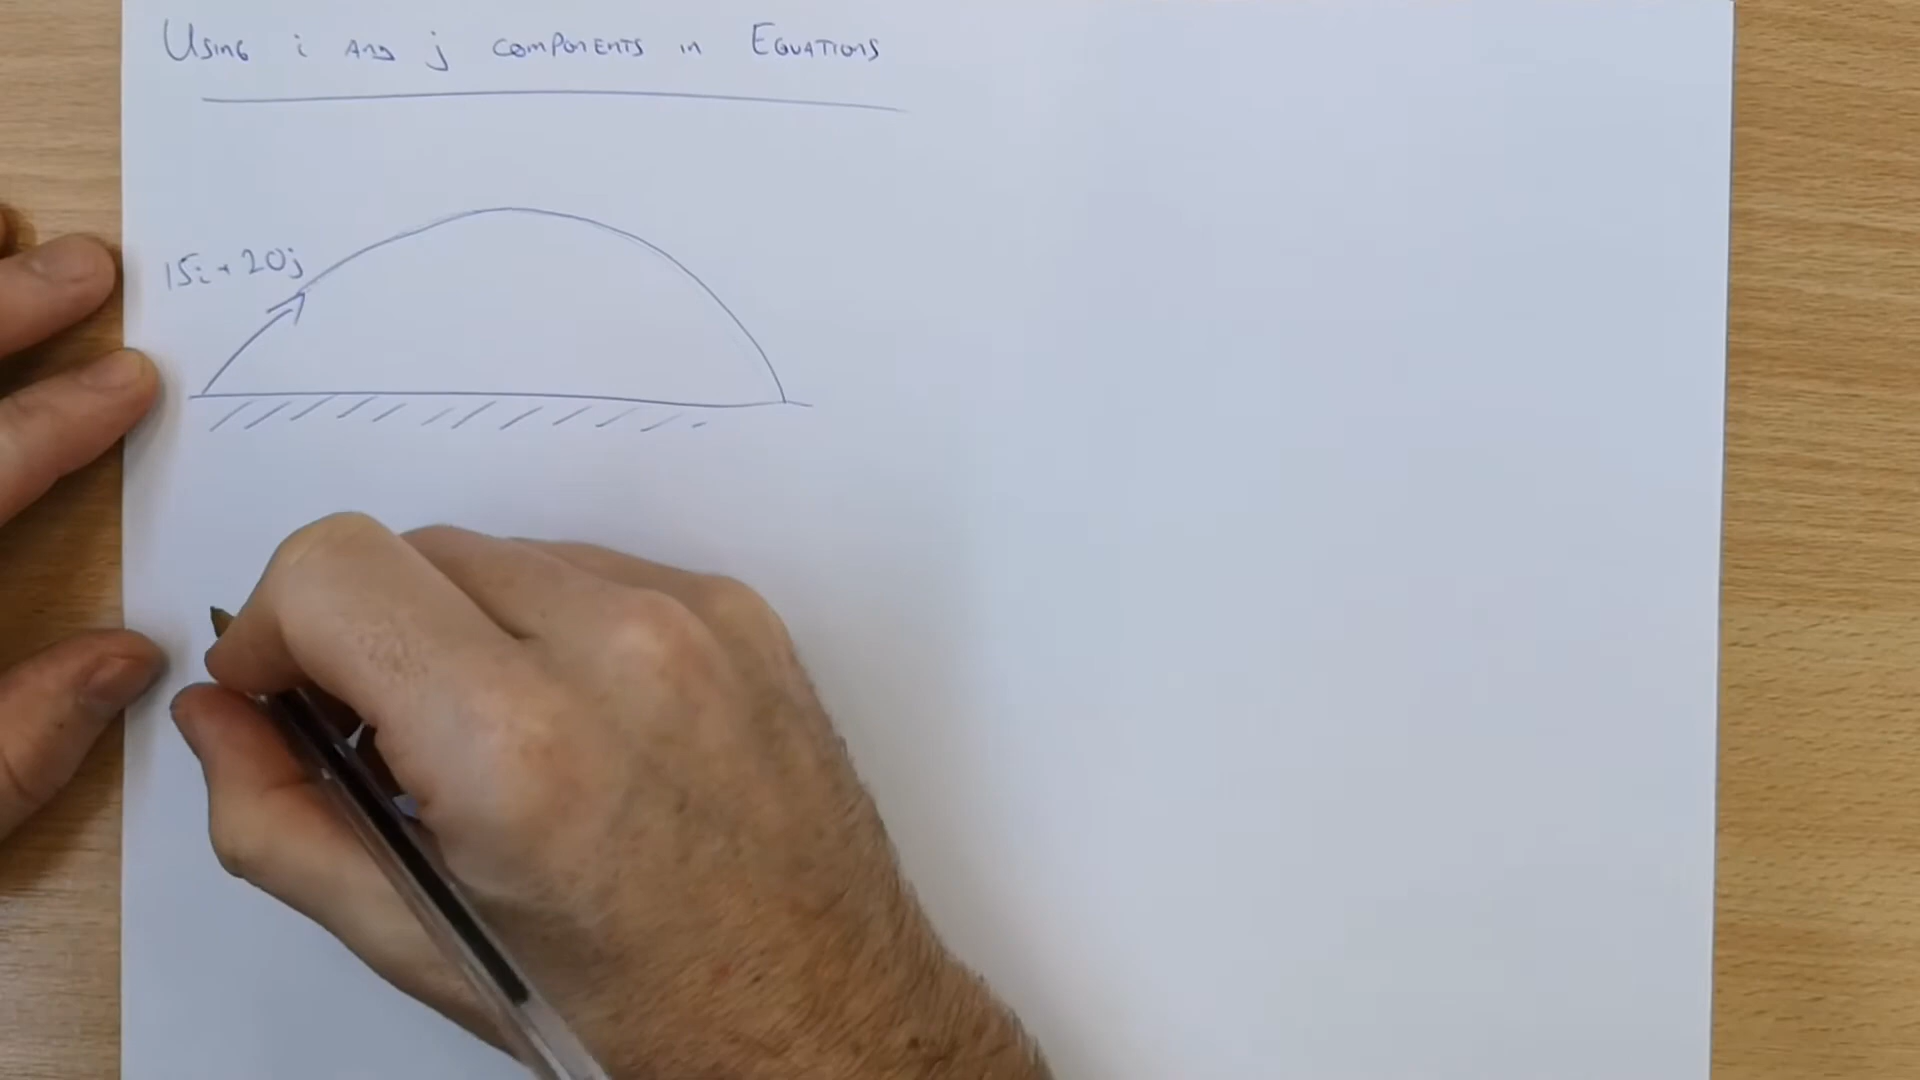 Using i and j components in Equations
15i + 20j